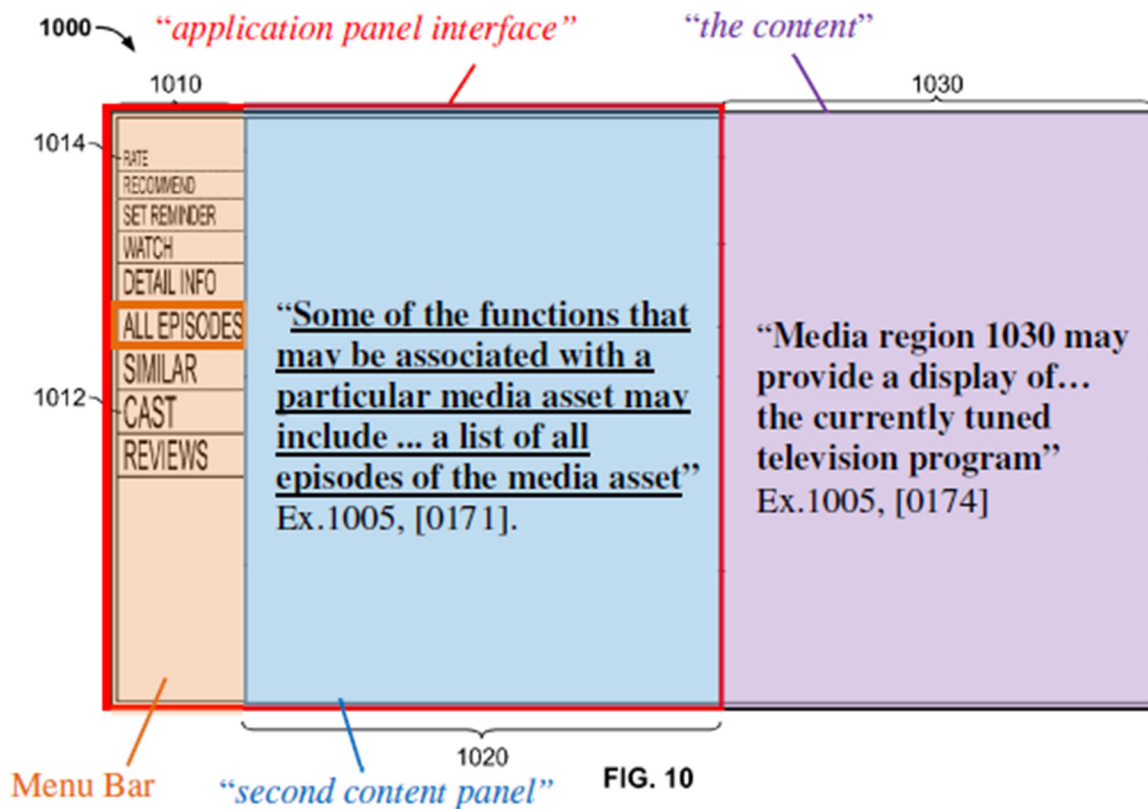 1000
“application panel interface”
“the content”
1010
1030
1014
RATE
RECOMMEND
SET REMINDER
WATCH
DETAIL INFO
ALL EPISODES
SIMILAR
1012
CAST
REVIEWS
“Some of the functions that
may be associated with a
particular media asset may
include ... a list of all
episodes of the media asset”
Ex.1005, [0171].
“Media region 1030 may
provide a display of…
the currently tuned
television program”
Ex.1005, [0174]
1020
Menu Bar
“second content panel”
FIG. 10